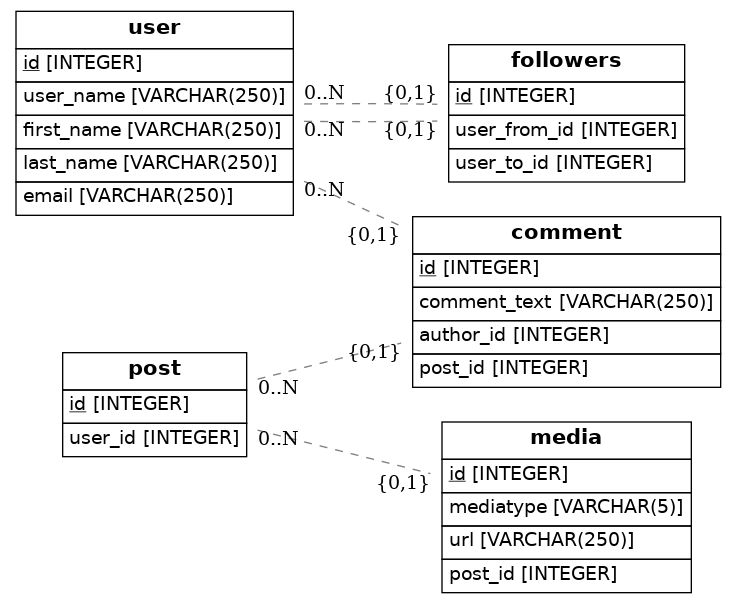 user
id [INTEGER]
user_name [VARCHAR(250)]
first_name [VARCHAR(250)]
last_name [VARCHAR(250)]
email [VARCHAR(250)]
0..N
{0,1}
0..N
{0,1}
0..N
{0,1}
followers
id [INTEGER]
user_from_id [INTEGER]
user_to_id [INTEGER]
comment
id [INTEGER]
comment_text [VARCHAR(250)]
author_id [INTEGER]
post_id [INTEGER]
post
id [INTEGER]
user_id [INTEGER]
{0,1}
0..N
0..N
{0,1}
media
id [INTEGER]
mediatype [VARCHAR(5)]
url [VARCHAR(250)]
post_id [INTEGER]